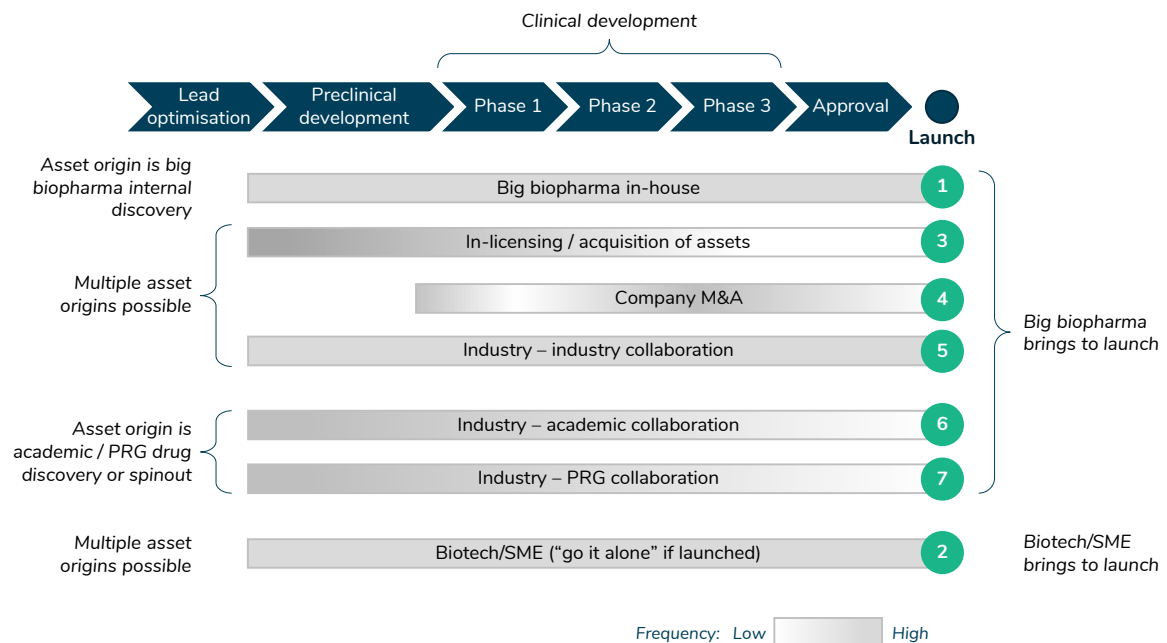 Clinical development
Lead
optimisation
Preclinical
development
Phase 1
Phase 2
Phase 3
Approval
Launch
Asset origin is big
biopharma internal
discovery
Big biopharma in-house
1
In-licensing / acquisition of assets
3
Multiple asset
origins possible
Company M&A
4
Industry – industry collaboration
5
Big biopharma
brings to launch
Asset origin is
academic / PRG drug
discovery or spinout
Industry – academic collaboration
6
Industry – PRG collaboration
7
Multiple asset
origins possible
Biotech/SME (“go it alone” if launched)
2
Biotech/SME
brings to launch
Frequency: Low High